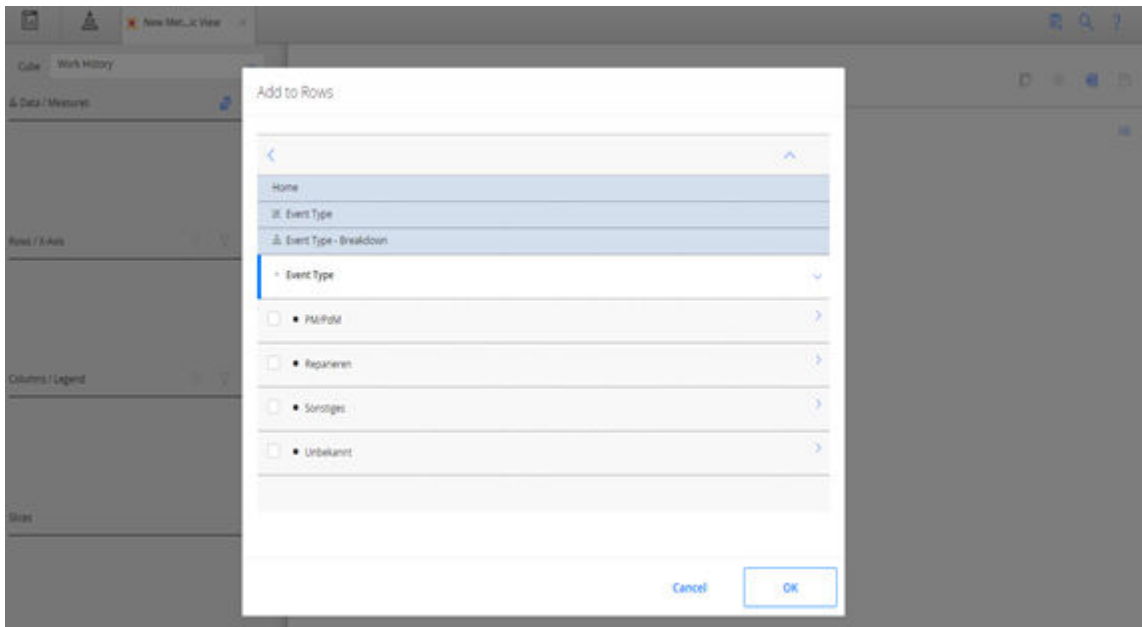 New Met...ic View
Cube Work History
Data / Measures
Add to Rows
Home
Event Type
Event Type - Breakdown
Rows / X-Axis
Event Type
PM/PdM
Reparieren
Columns / Legend
Sonstiges
Unbekannt
Slices
Cancel OK